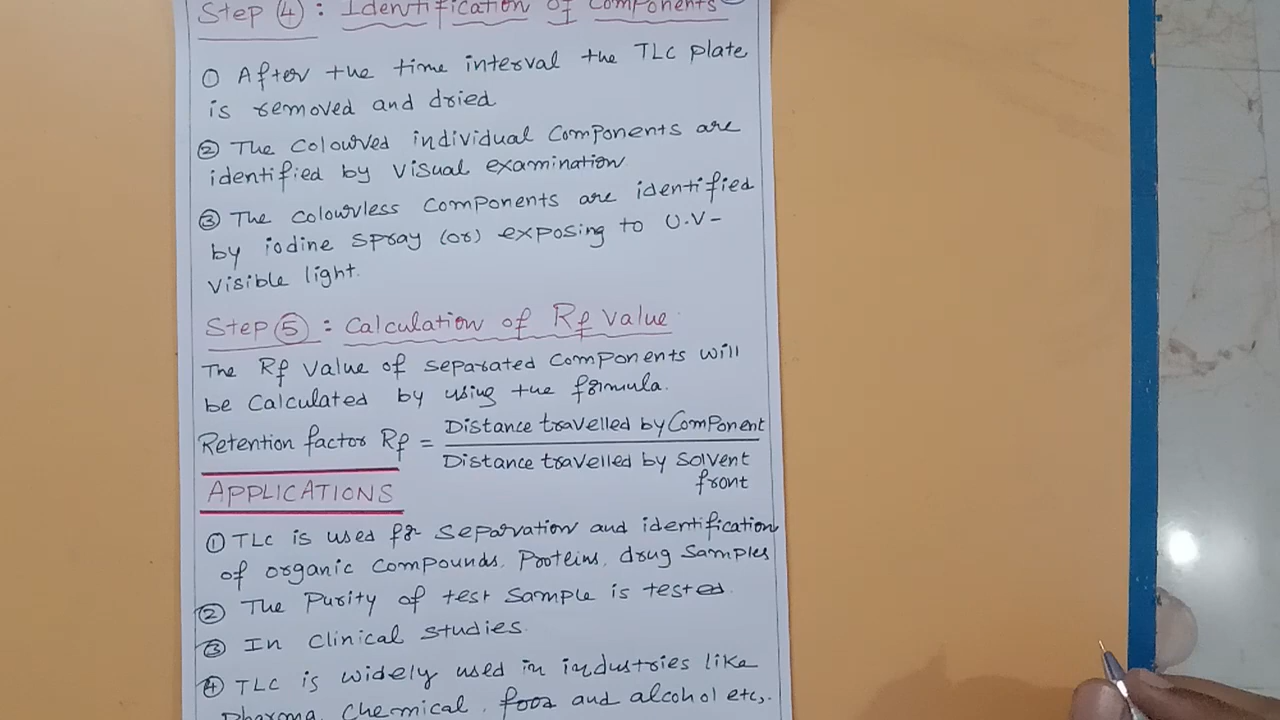 Step ④ : Identification of Components
① After the time interval the TLC plate
is removed and dried
② The Coloured individual Components are
identified by visual examination
③ The colourless components are identified
by iodine spray (or) exposing to U.V-
visible light.
Step ⑤ : Calculation of Rf value
The Rf value of separated Components will
be Calculated by using the formula.
Retention factor Rf = Distance travelled by Component
Distance travelled by Solvent
front
APPLICATIONS
① TLC is used for Separation and identification
of organic Compounds, Proteins, drug Samples
② The Purity of test Sample is tested.
③ In Clinical Studies.
④ TLC is widely used in industries like
Pharma, Chemical, food and alcohol etc,.